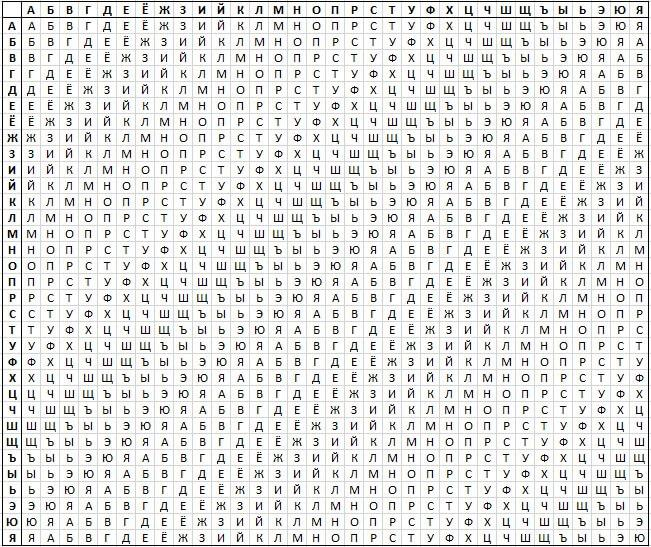 А Б В Г Д Е Ё Ж З И Й К Л М Н О П Р С Т У Ф Х Ц Ч Ш Щ Ъ Ы Ь Э Ю Я
А А Б В Г Д Е Ё Ж З И Й К Л М Н О П Р С Т У Ф Х Ц Ч Ш Щ Ъ Ы Ь Э Ю Я
Б Б В Г Д Е Ё Ж З И Й К Л М Н О П Р С Т У Ф Х Ц Ч Ш Щ Ъ Ы Ь Э Ю Я А
В В Г Д Е Ё Ж З И Й К Л М Н О П Р С Т У Ф Х Ц Ч Ш Щ Ъ Ы Ь Э Ю Я А Б
Г Г Д Е Ё Ж З И Й К Л М Н О П Р С Т У Ф Х Ц Ч Ш Щ Ъ Ы Ь Э Ю Я А Б В
Д Д Е Ё Ж З И Й К Л М Н О П Р С Т У Ф Х Ц Ч Ш Щ Ъ Ы Ь Э Ю Я А Б В Г
Е Е Ё Ж З И Й К Л М Н О П Р С Т У Ф Х Ц Ч Ш Щ Ъ Ы Ь Э Ю Я А Б В Г Д
Ё Ё Ж З И Й К Л М Н О П Р С Т У Ф Х Ц Ч Ш Щ Ъ Ы Ь Э Ю Я А Б В Г Д Е
Ж Ж З И Й К Л М Н О П Р С Т У Ф Х Ц Ч Ш Щ Ъ Ы Ь Э Ю Я А Б В Г Д Е Ё
З З И Й К Л М Н О П Р С Т У Ф Х Ц Ч Ш Щ Ъ Ы Ь Э Ю Я А Б В Г Д Е Ё Ж
И И Й К Л М Н О П Р С Т У Ф Х Ц Ч Ш Щ Ъ Ы Ь Э Ю Я А Б В Г Д Е Ё Ж З
Й Й К Л М Н О П Р С Т У Ф Х Ц Ч Ш Щ Ъ Ы Ь Э Ю Я А Б В Г Д Е Ё Ж З И
К К Л М Н О П Р С Т У Ф Х Ц Ч Ш Щ Ъ Ы Ь Э Ю Я А Б В Г Д Е Ё Ж З И Й
Л Л М Н О П Р С Т У Ф Х Ц Ч Ш Щ Ъ Ы Ь Э Ю Я А Б В Г Д Е Ё Ж З И Й К
М М Н О П Р С Т У Ф Х Ц Ч Ш Щ Ъ Ы Ь Э Ю Я А Б В Г Д Е Ё Ж З И Й К Л
Н Н О П Р С Т У Ф Х Ц Ч Ш Щ Ъ Ы Ь Э Ю Я А Б В Г Д Е Ё Ж З И Й К Л М
О О П Р С Т У Ф Х Ц Ч Ш Щ Ъ Ы Ь Э Ю Я А Б В Г Д Е Ё Ж З И Й К Л М Н
П П Р С Т У Ф Х Ц Ч Ш Щ Ъ Ы Ь Э Ю Я А Б В Г Д Е Ё Ж З И Й К Л М Н О
Р Р С Т У Ф Х Ц Ч Ш Щ Ъ Ы Ь Э Ю Я А Б В Г Д Е Ё Ж З И Й К Л М Н О П
С С Т У Ф Х Ц Ч Ш Щ Ъ Ы Ь Э Ю Я А Б В Г Д Е Ё Ж З И Й К Л М Н О П Р
Т Т У Ф Х Ц Ч Ш Щ Ъ Ы Ь Э Ю Я А Б В Г Д Е Ё Ж З И Й К Л М Н О П Р С
У У Ф Х Ц Ч Ш Щ Ъ Ы Ь Э Ю Я А Б В Г Д Е Ё Ж З И Й К Л М Н О П Р С Т
Ф Ф Х Ц Ч Ш Щ Ъ Ы Ь Э Ю Я А Б В Г Д Е Ё Ж З И Й К Л М Н О П Р С Т У
Х Х Ц Ч Ш Щ Ъ Ы Ь Э Ю Я А Б В Г Д Е Ё Ж З И Й К Л М Н О П Р С Т У Ф
Ц Ц Ч Ш Щ Ъ Ы Ь Э Ю Я А Б В Г Д Е Ё Ж З И Й К Л М Н О П Р С Т У Ф Х
Ч Ч Ш Щ Ъ Ы Ь Э Ю Я А Б В Г Д Е Ё Ж З И Й К Л М Н О П Р С Т У Ф Х Ц
Ш Ш Щ Ъ Ы Ь Э Ю Я А Б В Г Д Е Ё Ж З И Й К Л М Н О П Р С Т У Ф Х Ц Ч
Щ Щ Ъ Ы Ь Э Ю Я А Б В Г Д Е Ё Ж З И Й К Л М Н О П Р С Т У Ф Х Ц Ч Ш
Ъ Ъ Ы Ь Э Ю Я А Б В Г Д Е Ё Ж З И Й К Л М Н О П Р С Т У Ф Х Ц Ч Ш Щ
Ы Ы Ь Э Ю Я А Б В Г Д Е Ё Ж З И Й К Л М Н О П Р С Т У Ф Х Ц Ч Ш Щ Ъ
Ь Ь Э Ю Я А Б В Г Д Е Ё Ж З И Й К Л М Н О П Р С Т У Ф Х Ц Ч Ш Щ Ъ Ы
Э Э Ю Я А Б В Г Д Е Ё Ж З И Й К Л М Н О П Р С Т У Ф Х Ц Ч Ш Щ Ъ Ы Ь
Ю Ю Я А Б В Г Д Е Ё Ж З И Й К Л М Н О П Р С Т У Ф Х Ц Ч Ш Щ Ъ Ы Ь Э
Я Я А Б В Г Д Е Ё Ж З И Й К Л М Н О П Р С Т У Ф Х Ц Ч Ш Щ Ъ Ы Ь Э Ю